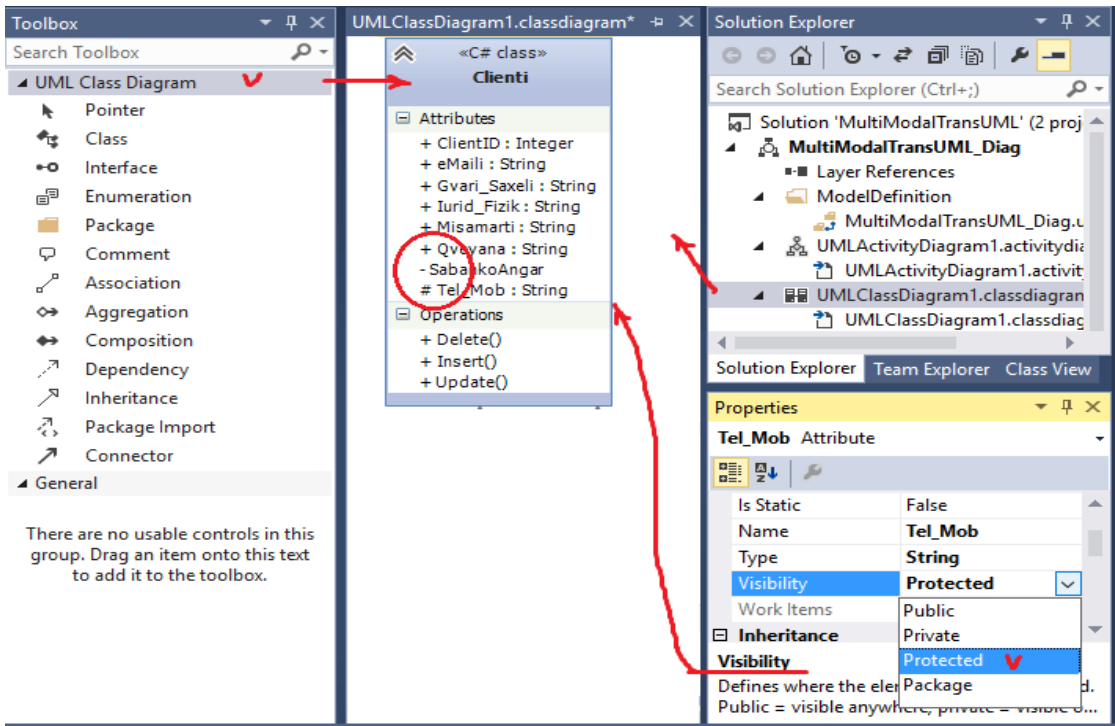 Toolbox
Search Toolbox
UML Class Diagram
Pointer
Class
Interface
Enumeration
Package
Comment
Association
Aggregation
Composition
Dependency
Inheritance
Package Import
Connector
General
There are no usable controls in this
group. Drag an item onto this text
to add it to the toolbox.
UMLClassDiagram1.classdiagram*
«C# class»
Clienti
Attributes
+ ClientID : Integer
+ eMaili : String
+ Gvari_Saxeli : String
+ Iurid_Fizik : String
+ Misamarti : String
+ Qveyana : String
- SabankoAngar
# Tel_Mob : String
Operations
+ Delete()
+ Insert()
+ Update()
Solution Explorer
Search Solution Explorer (Ctrl+;)
Solution 'MultiModalTransUML' (2 proj
MultiModalTransUML_Diag
Layer References
ModelDefinition
MultiModalTransUML_Diag.u
UMLActivityDiagram1.activitydia
UMLActivityDiagram1.activit
UMLClassDiagram1.classdiagran
UMLClassDiagram1.classdiag
Solution Explorer Team Explorer Class View
Properties
Tel_Mob Attribute
Is Static False
Name Tel_Mob
Type String
Visibility Protected
Work Items
Inheritance
Public
Private
Protected
Package
Visibility
Defines where the eler d.
Public = visible anywhere, private = visible